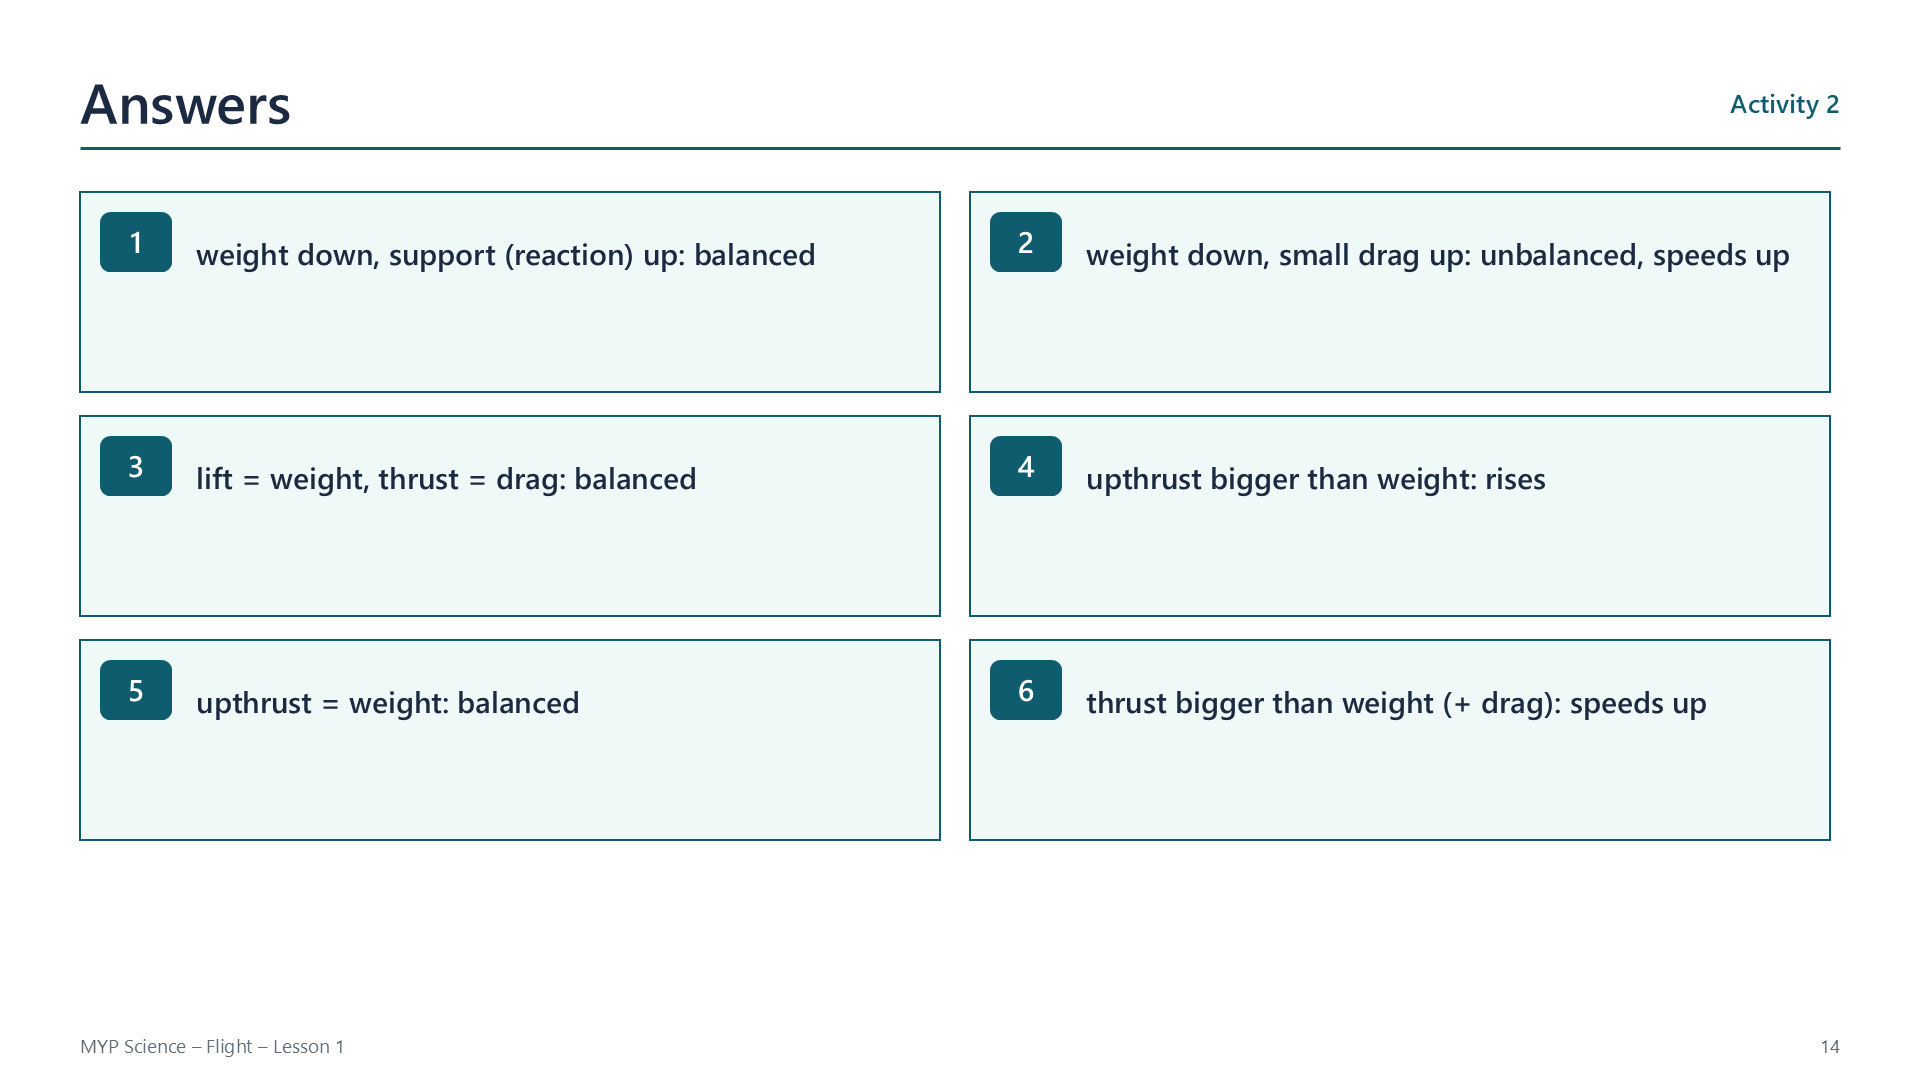 Answers
Activity 2
1
weight down, support (reaction) up: balanced
2
weight down, small drag up: unbalanced, speeds up
3
lift = weight, thrust = drag: balanced
4
upthrust bigger than weight: rises
5
upthrust = weight: balanced
6
thrust bigger than weight (+ drag): speeds up
MYP Science – Flight – Lesson 1
14